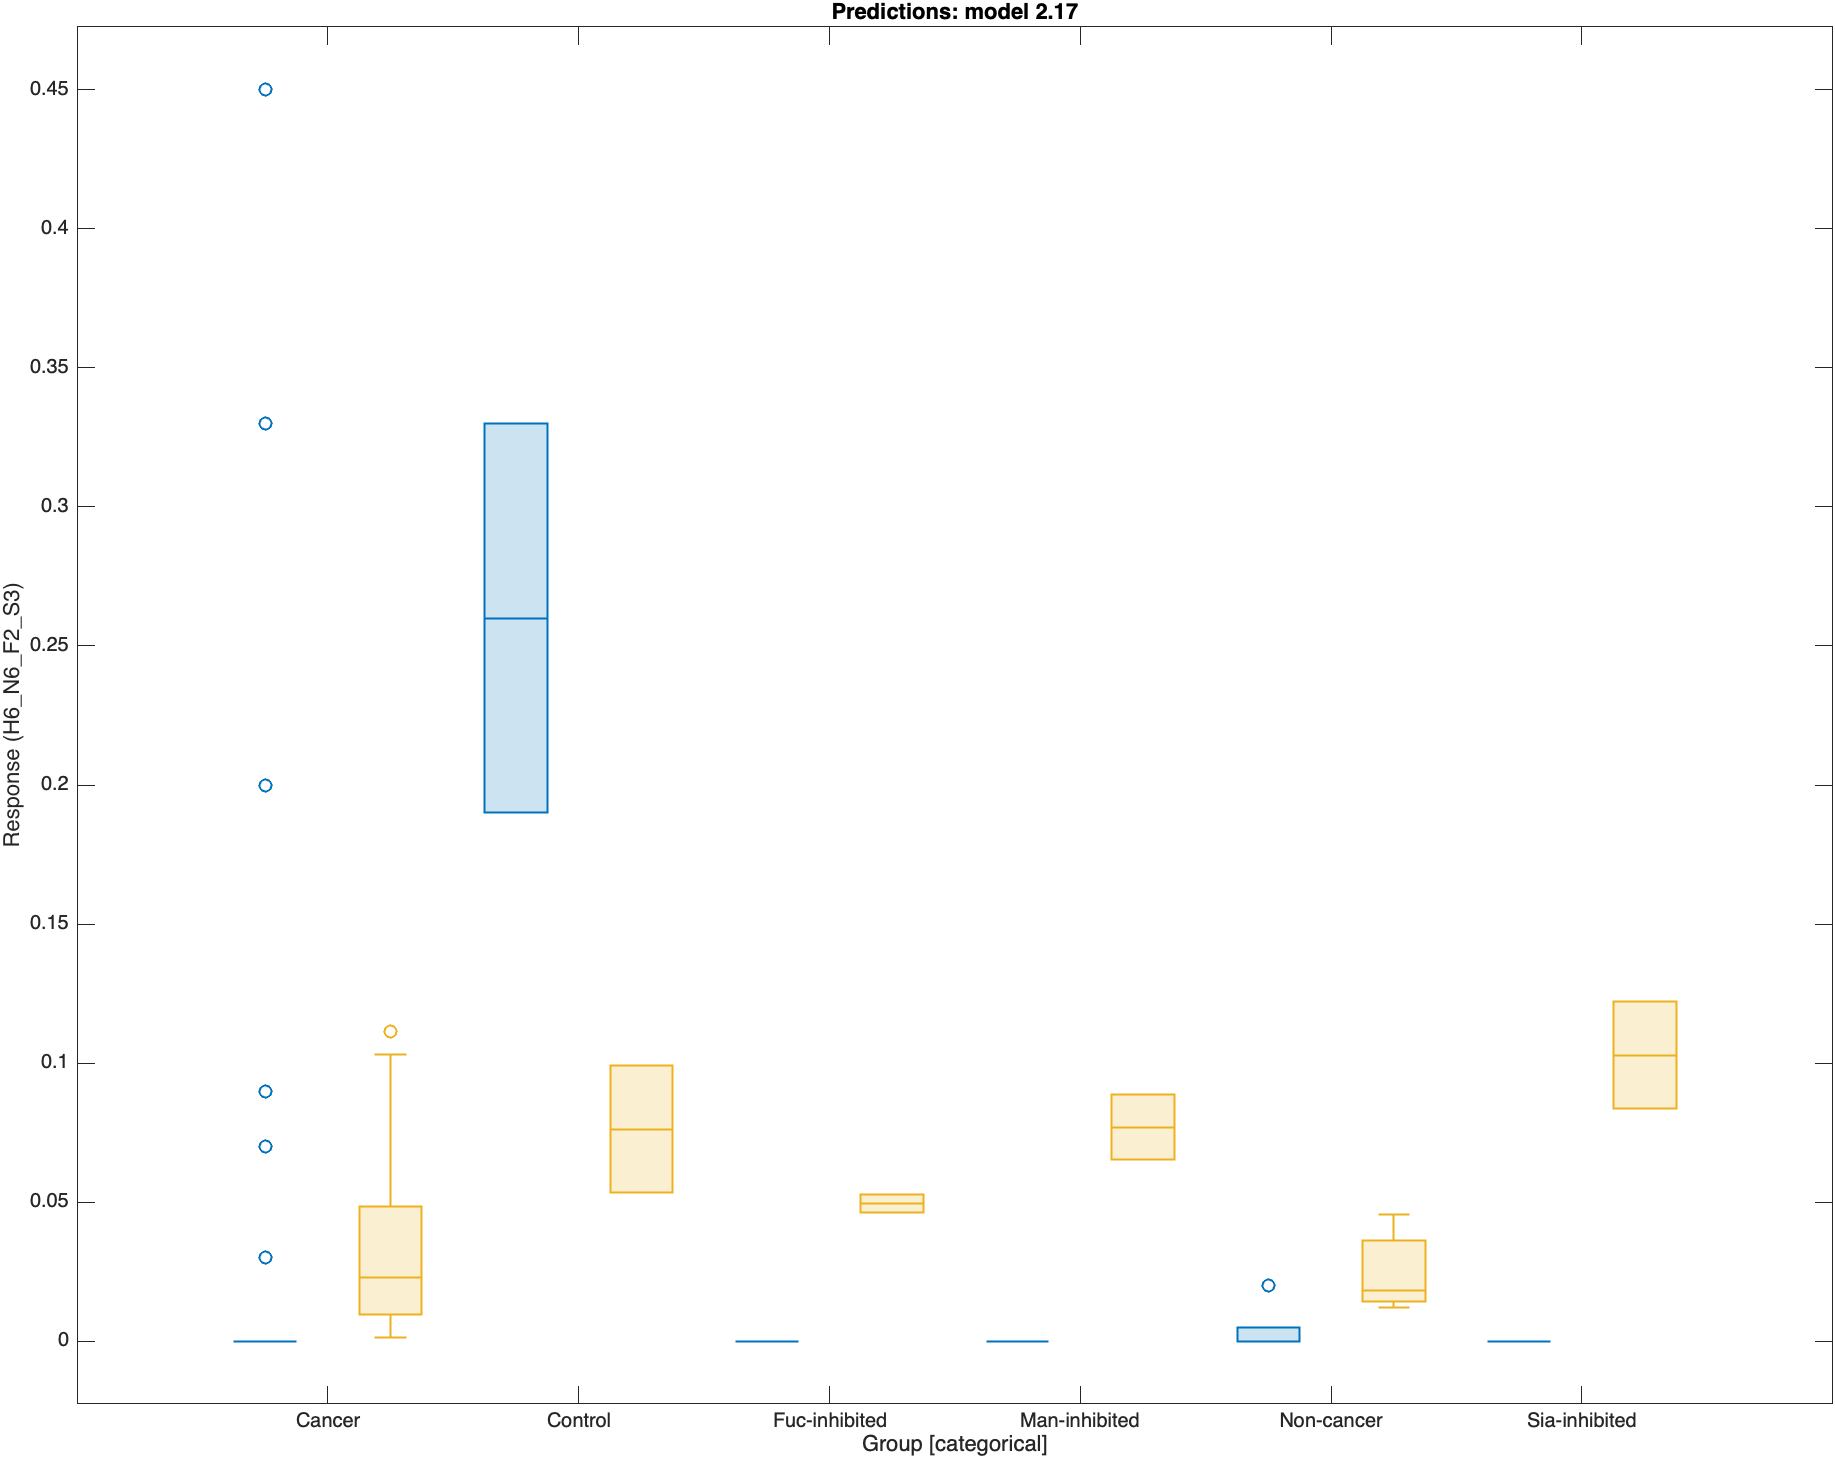 Predictions: model 2.17
0.45
0.4
0.35
0.3
0.25
0.2
0.15
0.1
0.05
0
Response (H6_N6_F2_S3)
Cancer
Control
Fuc-inhibited
Man-inhibited
Non-cancer
Sia-inhibited
Group [categorical]